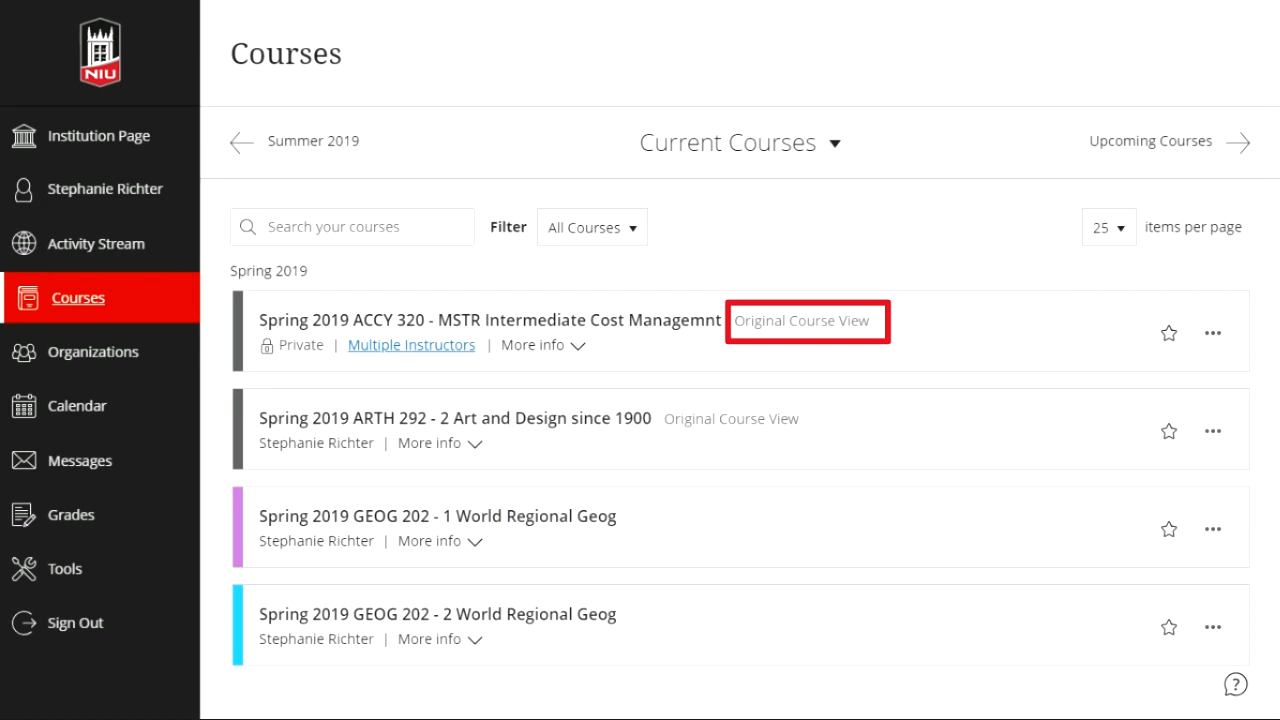 NIU
Institution Page
Stephanie Richter
Activity Stream
Courses
Organizations
Calendar
Messages
Grades
Tools
Sign Out
Courses
Summer 2019
Current Courses
Upcoming Courses
Search your courses
Filter
All Courses
25
items per page
Spring 2019
Spring 2019 ACCY 320 - MSTR Intermediate Cost Managemnt Original Course View
Private | Multiple Instructors | More info
Spring 2019 ARTH 292 - 2 Art and Design since 1900 Original Course View
Stephanie Richter | More info
Spring 2019 GEOG 202 - 1 World Regional Geog
Stephanie Richter | More info
Spring 2019 GEOG 202 - 2 World Regional Geog
Stephanie Richter | More info
?